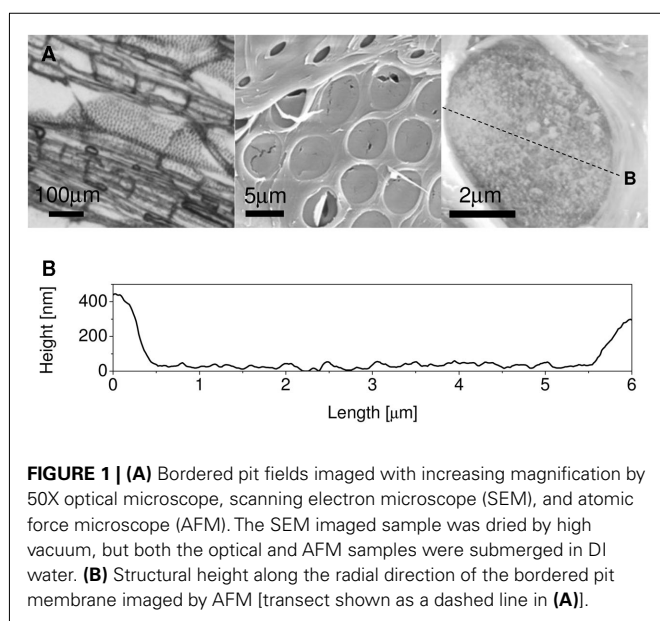 A
100µm
5µm
2µm
B
B
Height [nm]
400
200
0
0 1 2 3 4 5 6
Length [µm]
FIGURE 1 | (A) Bordered pit fields imaged with increasing magnification by
50X optical microscope, scanning electron microscope (SEM), and atomic
force microscope (AFM). The SEM imaged sample was dried by high
vacuum, but both the optical and AFM samples were submerged in DI
water. (B) Structural height along the radial direction of the bordered pit
membrane imaged by AFM [transect shown as a dashed line in (A)].